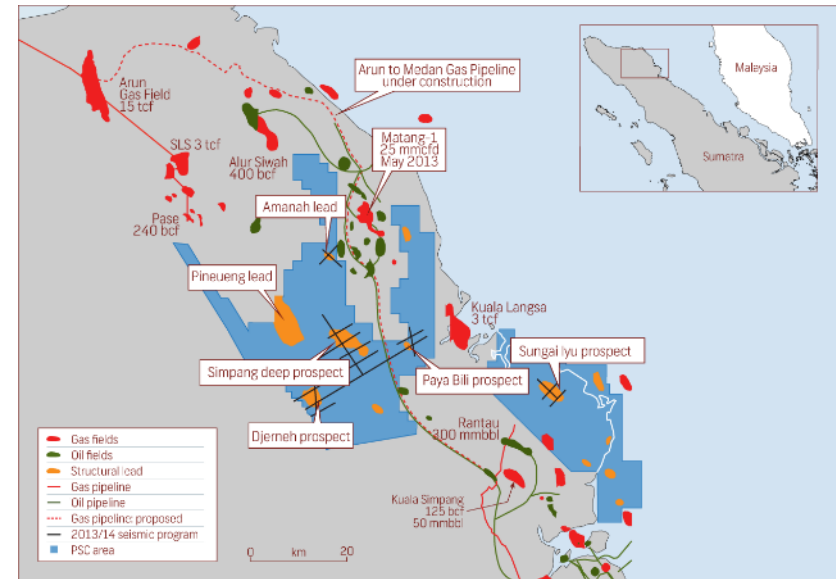 Arun
Gas Field
15 tcf
Arun to Medan Gas Pipeline
under construction
Malaysia
Sumatra
SLS 3 tcf
Alur Siwah
400 bcf
Matang-1
25 mmcfd
May 2013
Pase
240 bcf
Amanah lead
Pineueng lead
Kuala Langsa
3 tcf
Simpang deep prospect
Paya Bili prospect
Sungai Iyu prospect
Djerneh prospect
Rantau
300 mmbbl
Kuala Simpang
125 bcf
50 mmbbl
Gas fields
Oil fields
Structural lead
Gas pipeline
Oil pipeline
Gas pipeline: proposed
2013/14 seismic program
PSC area
0 km 20